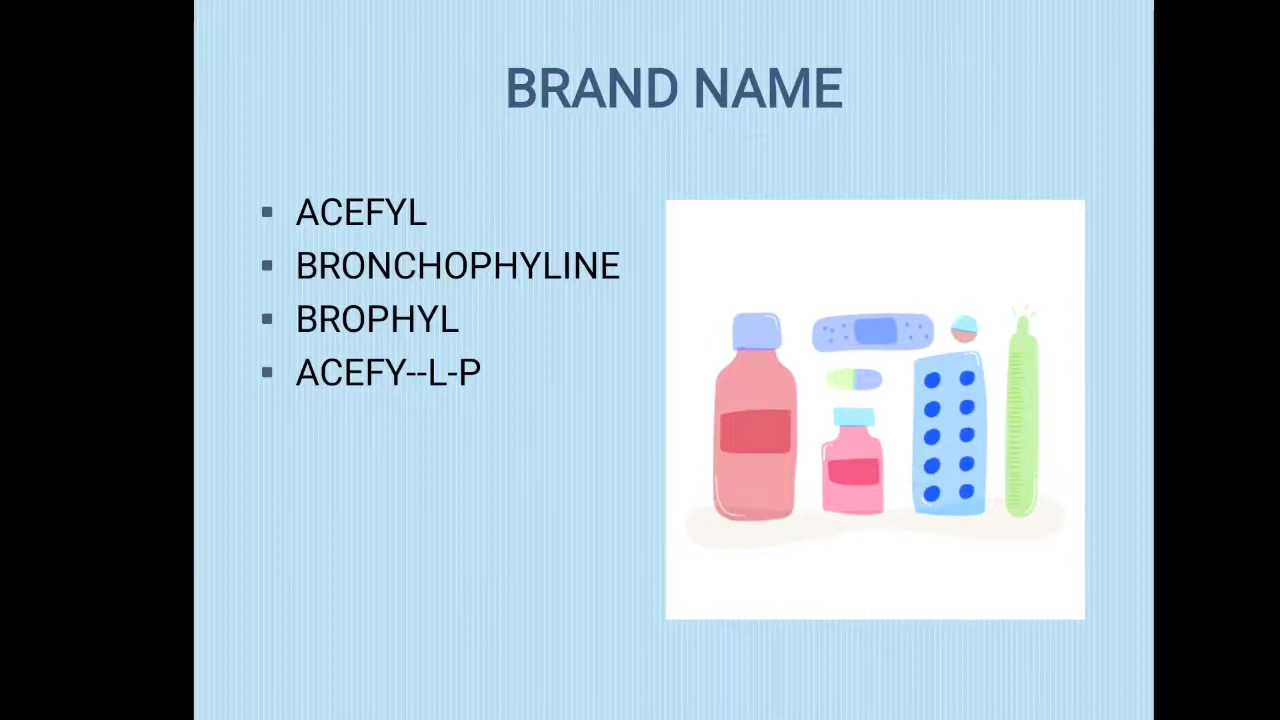 BRAND NAME
ACEFYL
BRONCHOPHYLINE
BROPHYL
ACEFY--L-P